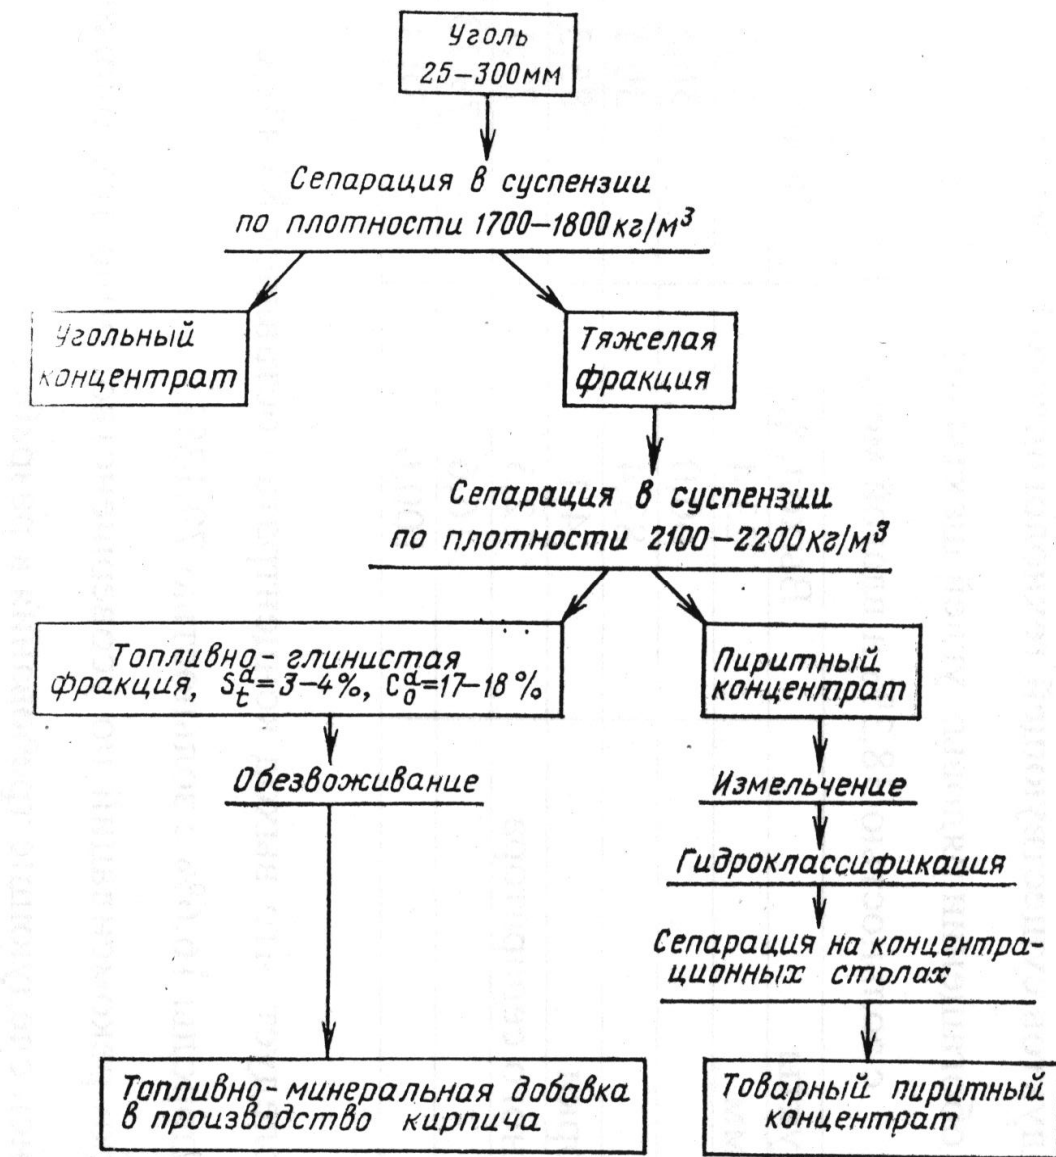 Уголь
25–300мм
Сепарация в суспензии
по плотности 1700–1800кг/м³
Угольный
концентрат
Тяжелая
фракция
Сепарация в суспензии
по плотности 2100–2200кг/м³
Топливно-глинистая
фракция, Sₜᵈ=3–4%, C₀ᵈ=17–18%
Пиритный
концентрат
Обезвоживание
Измельчение
Гидроклассификация
Сепарация на концентра-
ционных столах
Топливно-минеральная добавка
в производство кирпича
Товарный пиритный
концентрат